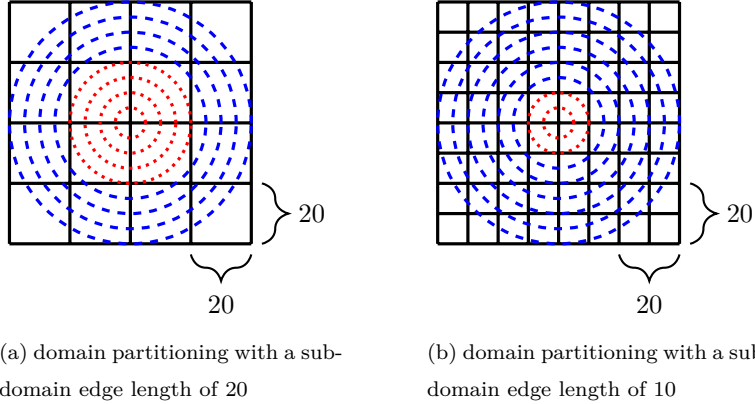 20
20
20
20
(a) domain partitioning with a sub-
domain edge length of 20
(b) domain partitioning with a sub
domain edge length of 10